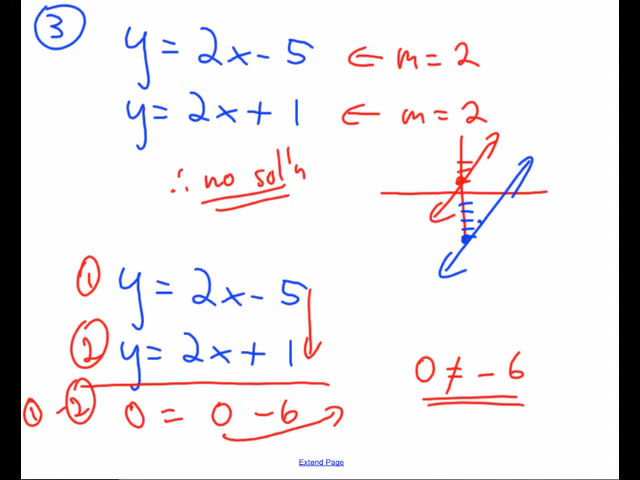 ③ y = 2x - 5 ← m = 2
y = 2x + 1 ← m = 2
∴ no sol'n
① y = 2x - 5
② y = 2x + 1
① - ② 0 = 0 - 6
0 ≠ - 6
Extend Page